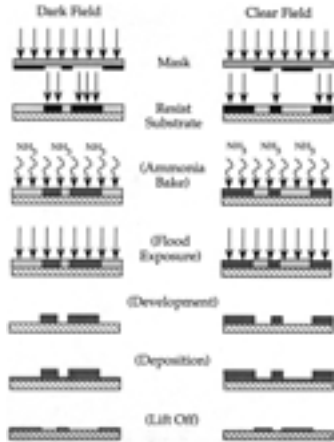 Dark Field
Clear Field
Mask
Resist
Substrate
NH3 NH3 NH3
NH3 NH3 NH3
(Ammonia
Bake)
(Flood
Exposure)
(Development)
(Deposition)
(Lift Off)